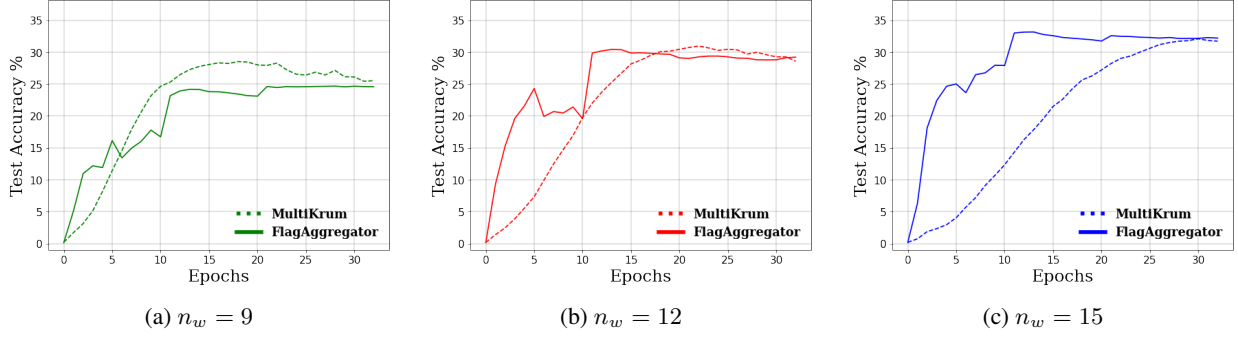 Test Accuracy %
35
30
25
20
15
10
5
0
MultiKrum
FlagAggregator
0 5 10 15 20 25 30
Epochs
(a) n_w = 9
Test Accuracy %
35
30
25
20
15
10
5
0
MultiKrum
FlagAggregator
0 5 10 15 20 25 30
Epochs
(b) n_w = 12
Test Accuracy %
35
30
25
20
15
10
5
0
MultiKrum
FlagAggregator
0 5 10 15 20 25 30
Epochs
(c) n_w = 15